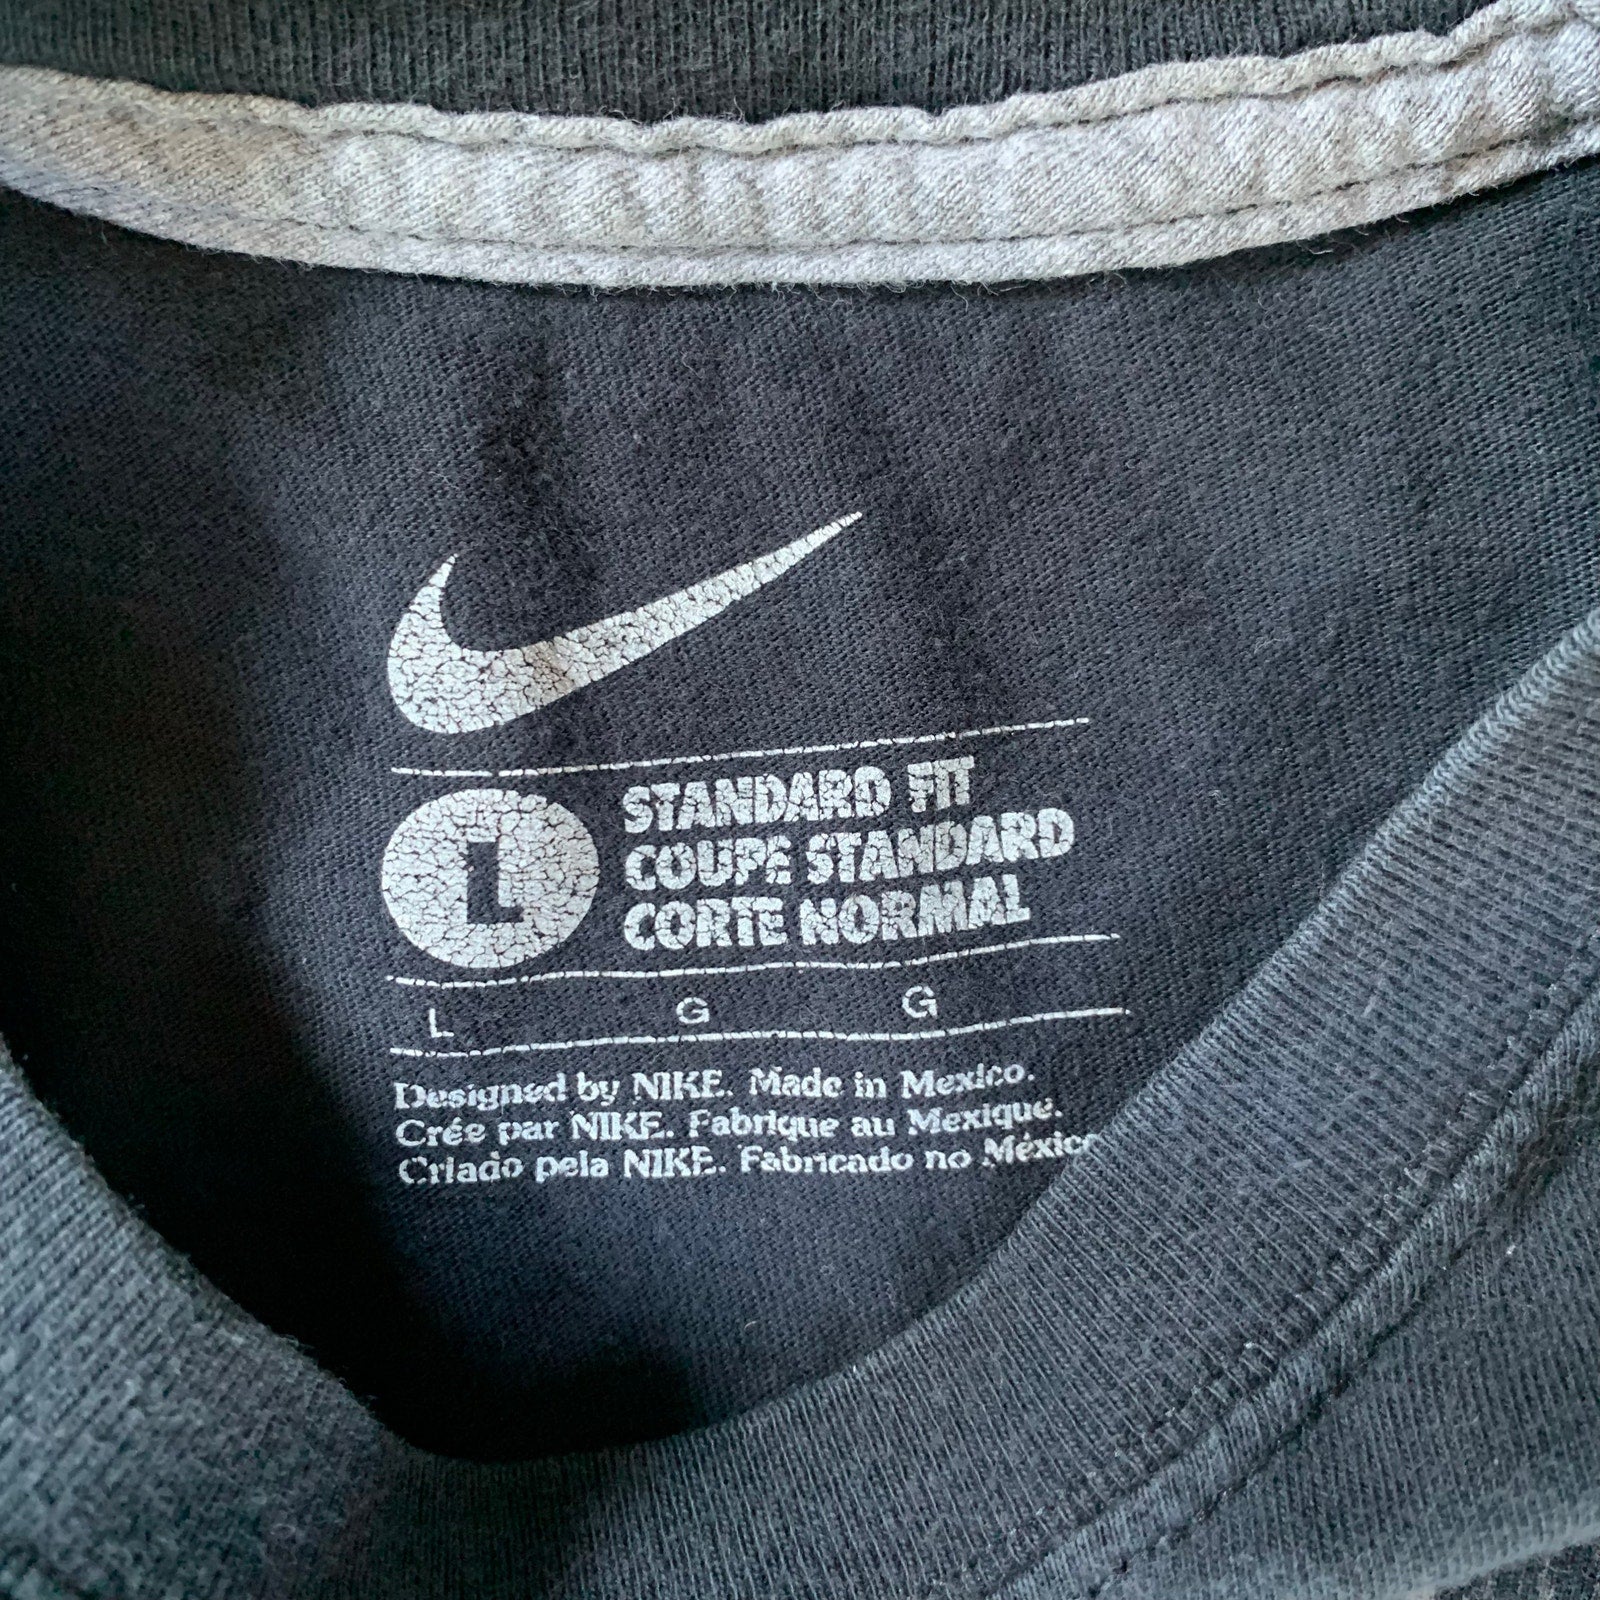 STANDARD FIT
L COUPE STANDARD
CORTE NORMAL
L G G
Designed by NIKE. Made in Mexico.
Crée par NIKE. Fabrique au Mexique.
Criado pela NIKE. Fabricado no México